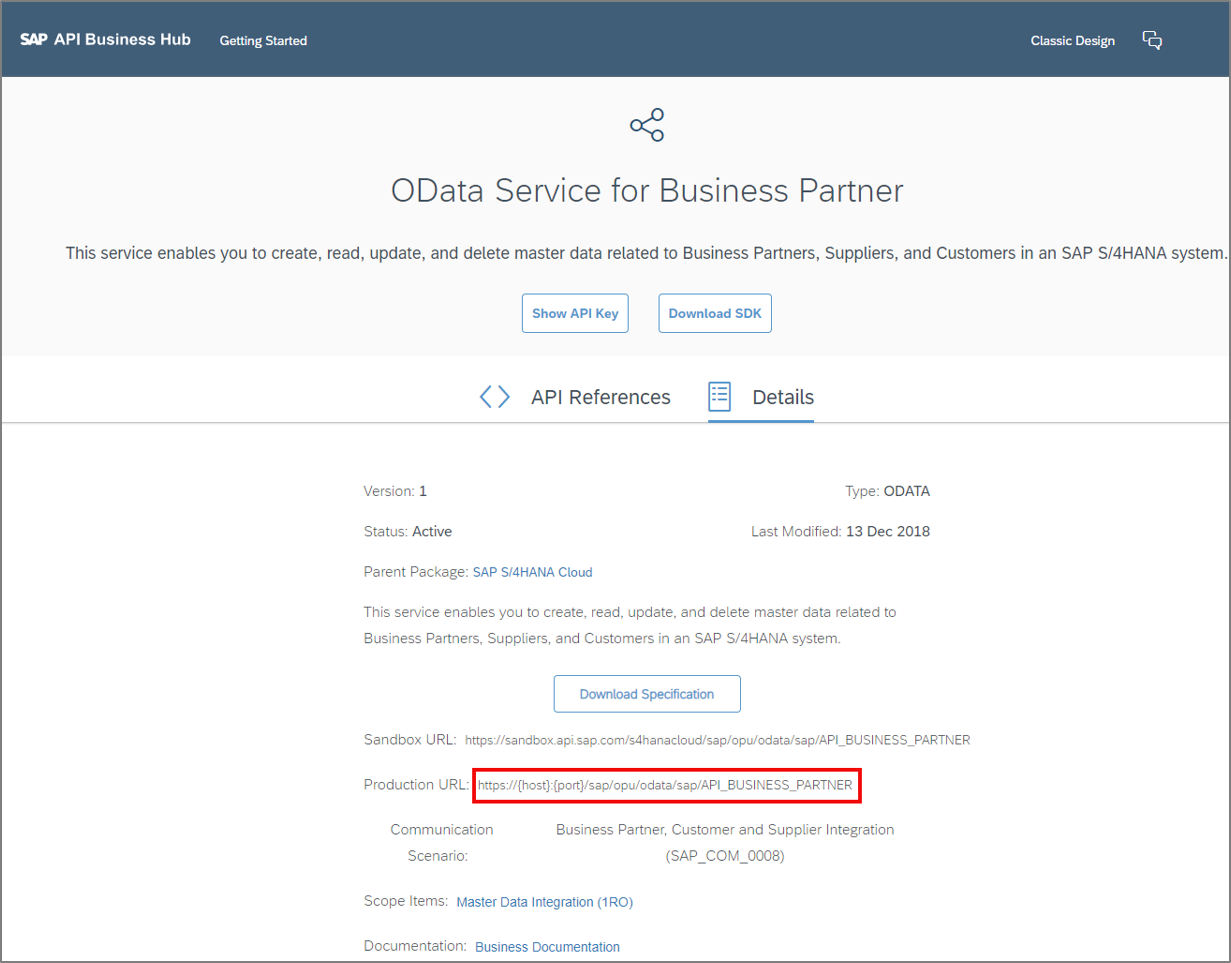 SAP API Business Hub Getting Started Classic Design
OData Service for Business Partner
This service enables you to create, read, update, and delete master data related to Business Partners, Suppliers, and Customers in an SAP S/4HANA system.
Show API Key Download SDK
API References Details
Version: 1 Type: ODATA
Status: Active Last Modified: 13 Dec 2018
Parent Package: SAP S/4HANA Cloud
This service enables you to create, read, update, and delete master data related to
Business Partners, Suppliers, and Customers in an SAP S/4HANA system.
Download Specification
Sandbox URL: https://sandbox.api.sap.com/s4hanacloud/sap/opu/odata/sap/API_BUSINESS_PARTNER
Production URL: https://{host}:{port}/sap/opu/odata/sap/API_BUSINESS_PARTNER
Communication Business Partner, Customer and Supplier Integration
Scenario: (SAP_COM_0008)
Scope Items: Master Data Integration (1RO)
Documentation: Business Documentation